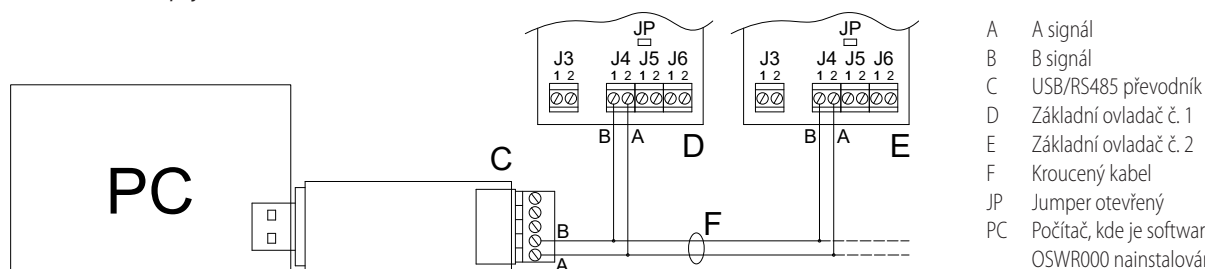 JP
J3 J4 J5 J6
1 2 1 2 1 2 1 2
B A D
JP
J3 J4 J5 J6
1 2 1 2 1 2 1 2
B A E
PC
C
B
A
F
A A signál
B B signál
C USB/RS485 převodník
D Základní ovladač č. 1
E Základní ovladač č. 2
F Kroucený kabel
JP Jumper otevřený
PC Počítač, kde je softwar
OSWR000 nainstalován